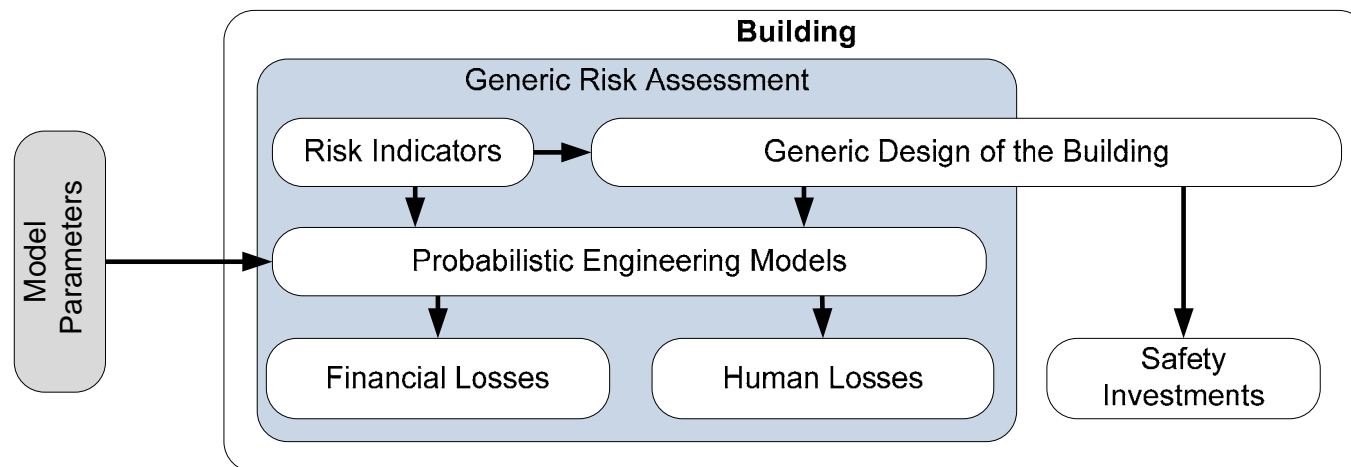 Building
Generic Risk Assessment
Risk Indicators
Generic Design of the Building
Model
Parameters
Probabilistic Engineering Models
Financial Losses
Human Losses
Safety
Investments